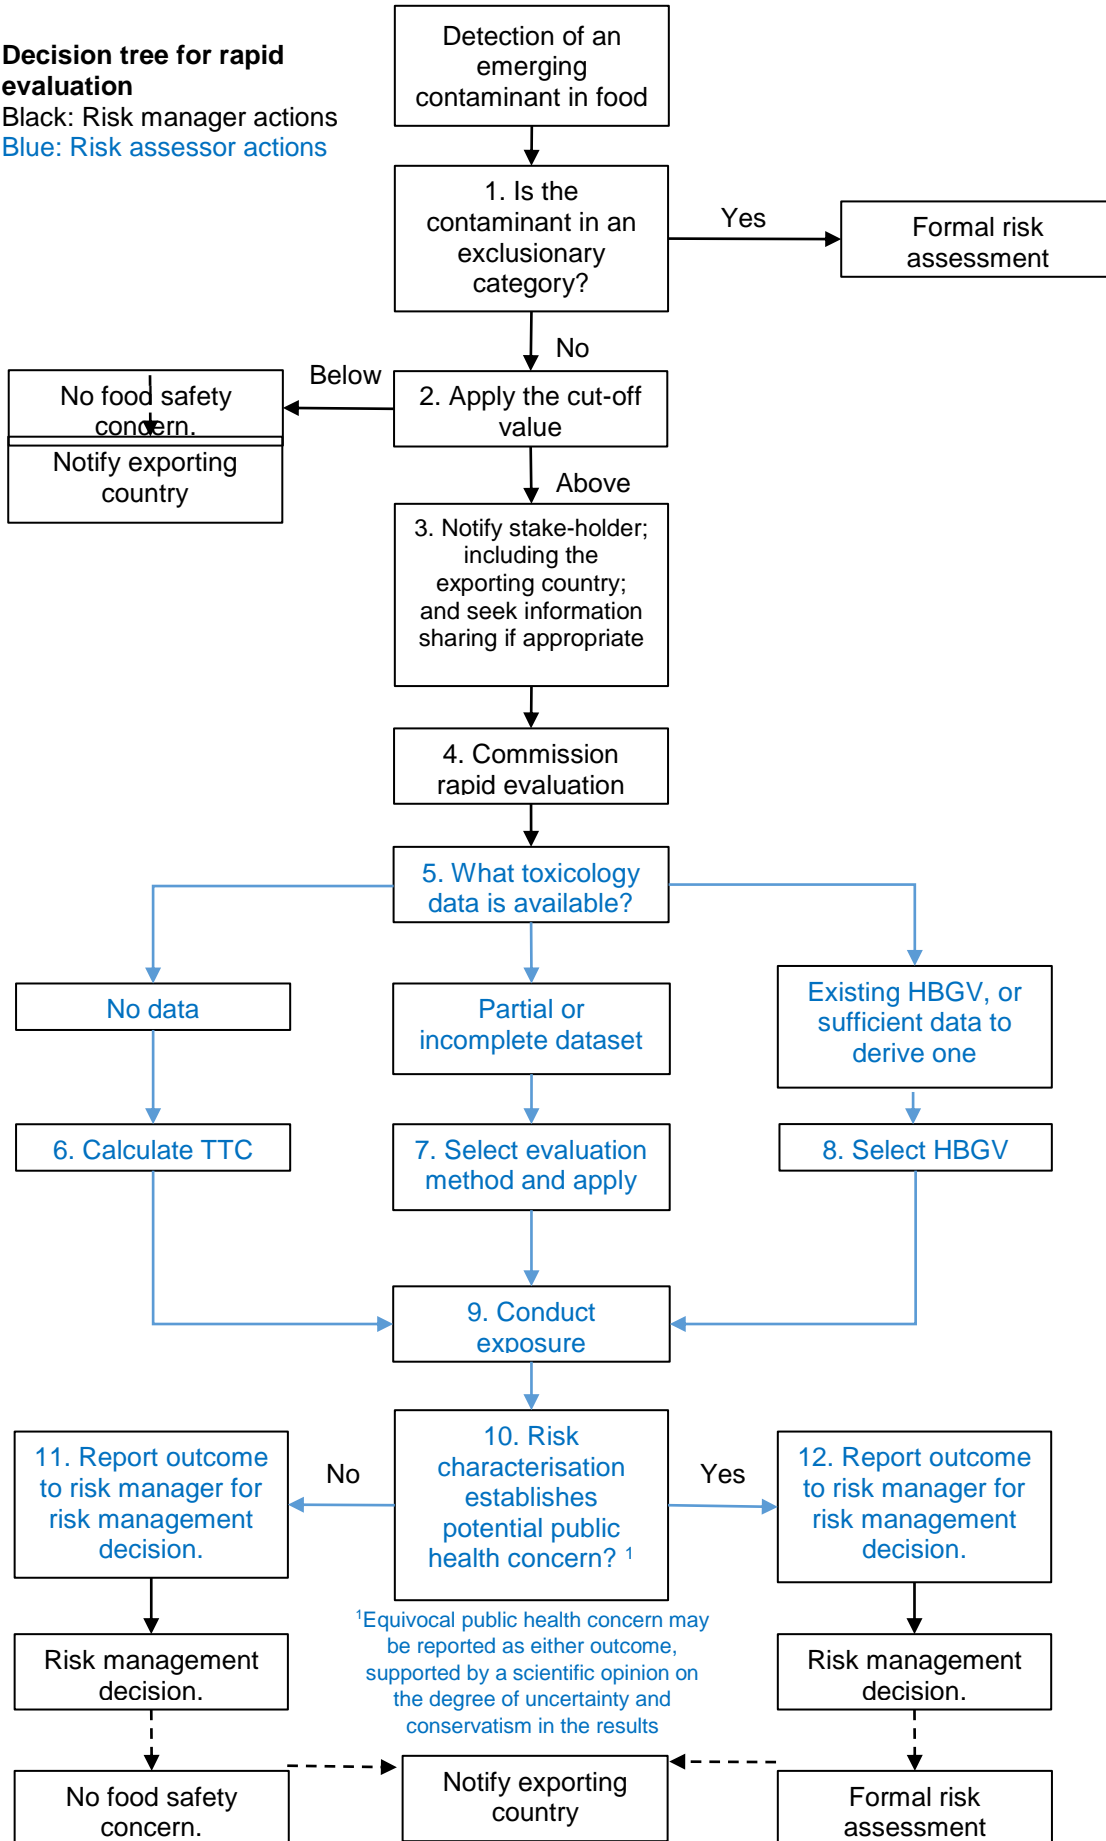 Decision tree for rapid
evaluation
Black: Risk manager actions
Blue: Risk assessor actions
Detection of an
emerging
contaminant in food
1. Is the
contaminant in an
exclusionary
category?
Yes
Formal risk
assessment
No
Below
No food safety
concern.
Notify exporting
country
2. Apply the cut-off
value
Above
3. Notify stake-holder;
including the
exporting country;
and seek information
sharing if appropriate
4. Commission
rapid evaluation
5. What toxicology
data is available?
No data
Partial or
incomplete dataset
Existing HBGV, or
sufficient data to
derive one
6. Calculate TTC
7. Select evaluation
method and apply
8. Select HBGV
9. Conduct
exposure
10. Risk
characterisation
establishes
potential public
health concern? 1
No
Yes
11. Report outcome
to risk manager for
risk management
decision.
12. Report outcome
to risk manager for
risk management
decision.
1Equivocal public health concern may
be reported as either outcome,
supported by a scientific opinion on
the degree of uncertainty and
conservatism in the results
Risk management
decision.
Risk management
decision.
No food safety
concern.
Notify exporting
country
Formal risk
assessment